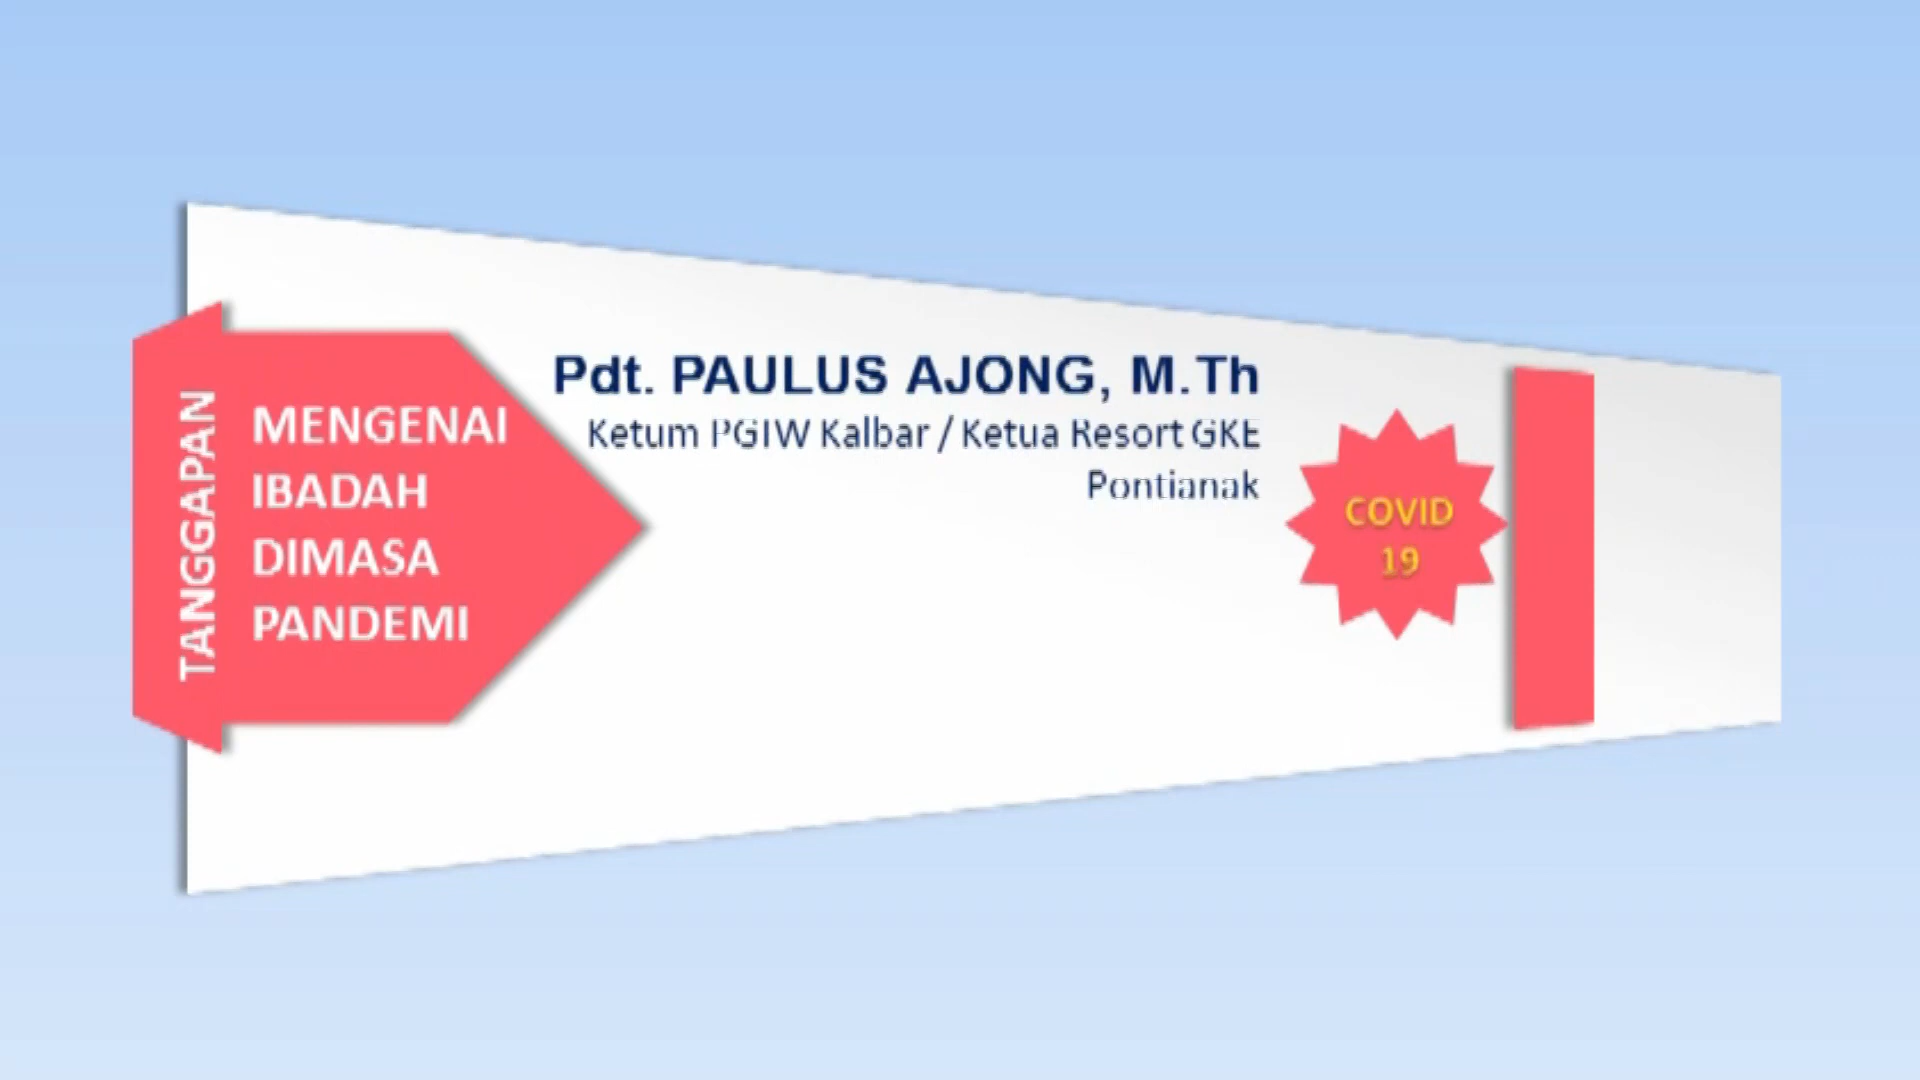 TANGGAPAN
MENGENAI
IBADAH
DIMASA
PANDEMI
Pdt. PAULUS AJONG, M.Th
Ketum PGIW Kalbar / Ketua Resort GKE
Pontianak
COVID
19